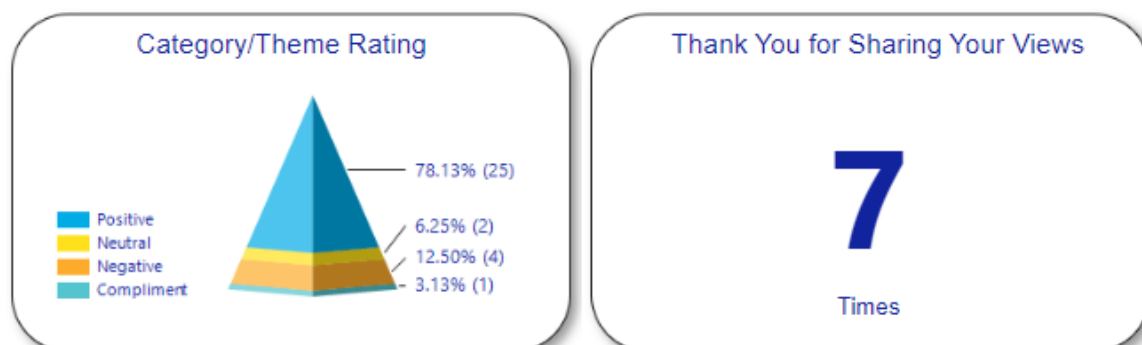 Category/Theme Rating
78.13% (25)
6.25% (2)
12.50% (4)
3.13% (1)
Positive
Neutral
Negative
Compliment
Thank You for Sharing Your Views
7
Times